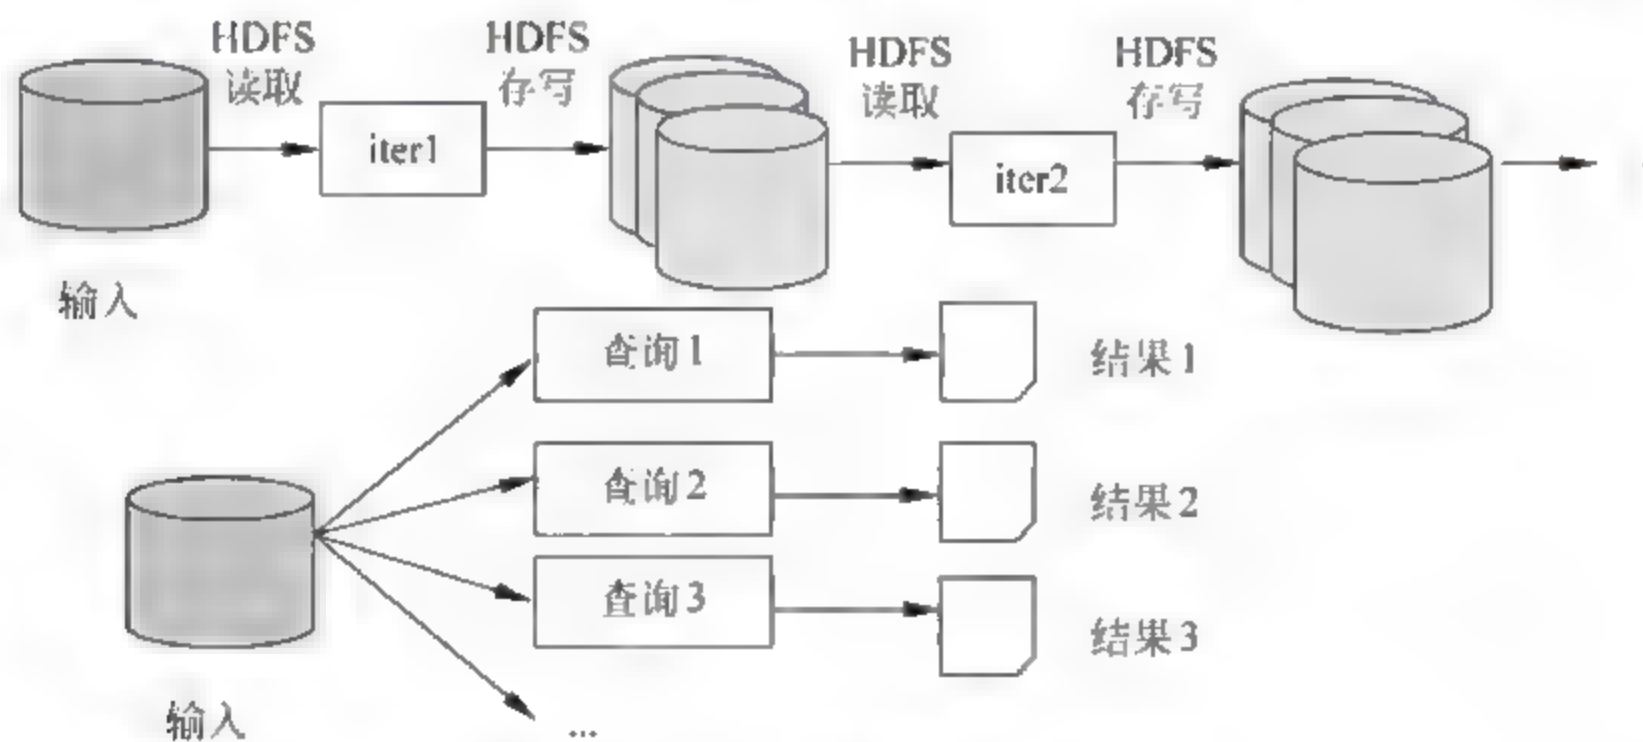 HDFS
读取
HDFS
存写
HDFS
读取
HDFS
存写
iter1
iter2
输入
查询1
结果1
查询2
结果2
查询3
结果3
输入
...